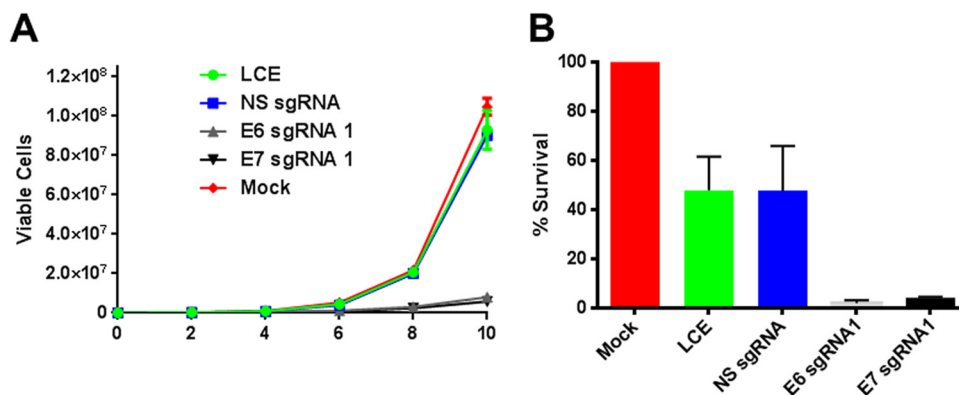 A
Viable Cells
1.2×10⁸
1.0×10⁸
8.0×10⁷
6.0×10⁷
4.0×10⁷
2.0×10⁷
0
0 2 4 6 8 10
LCE
NS sgRNA
E6 sgRNA 1
E7 sgRNA 1
Mock
B
% Survival
100
80
60
40
20
0
Mock
LCE
NS sgRNA
E6 sgRNA1
E7 sgRNA1